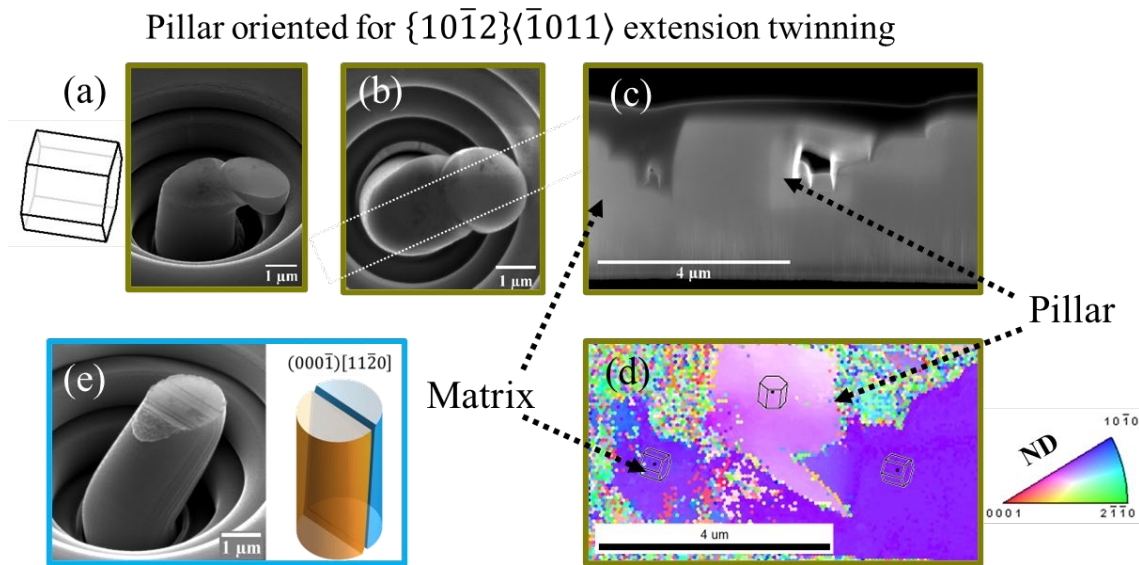 Pillar oriented for {101̄2}⟨1̄011⟩ extension twinning
(a)
1 μm
(b)
1 μm
(c)
4 μm
Pillar
Matrix
(e)
1 μm
(0001̄)[112̄0]
(d)
4 um
ND
101̄0
0001
21̄1̄0